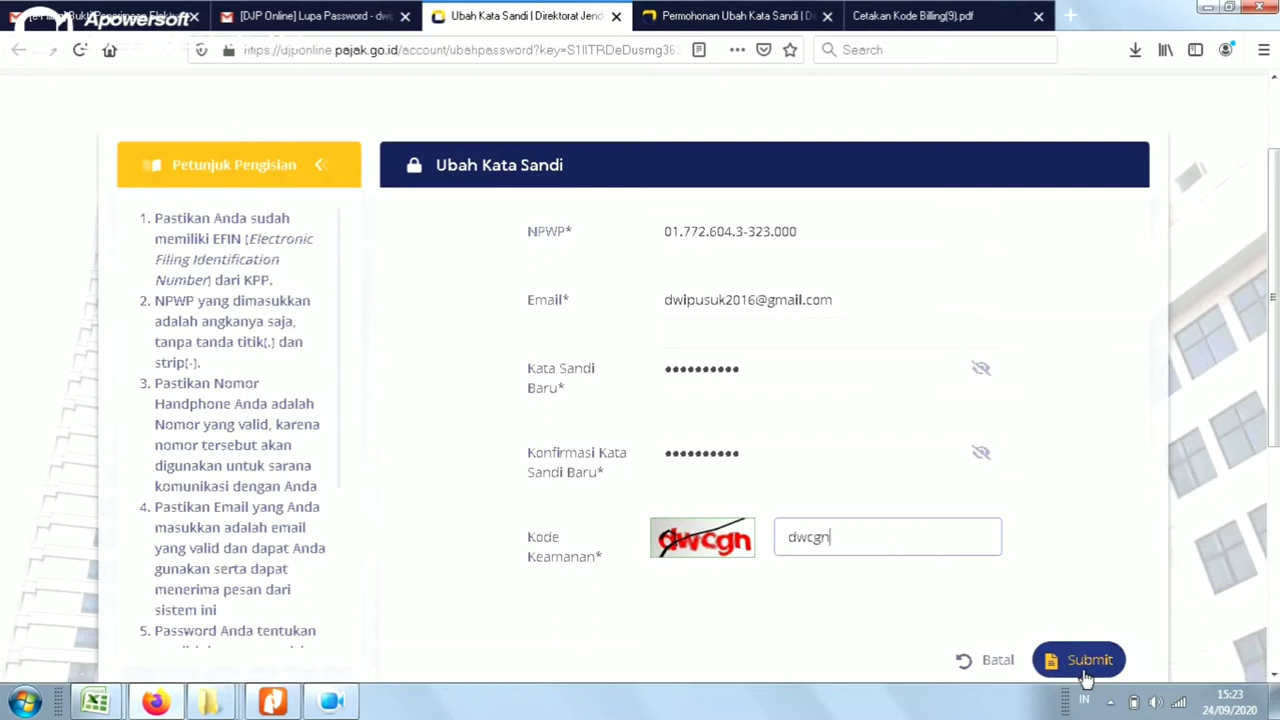 Apowersoft
[DJP Online] Lupa Password - dwi
Ubah Kata Sandi | Direktorat Jend
Permohonan Ubah Kata Sandi | D
Cetakan Kode Billing(9).pdf
https://djponline.pajak.go.id/account/ubahpassword?key=S1IITRDeDusmg363
Search
Petunjuk Pengisian
Ubah Kata Sandi
1. Pastikan Anda sudah
memiliki EFIN (Electronic
Filing Identification
Number) dari KPP.
2. NPWP yang dimasukkan
adalah angkanya saja,
tanpa tanda titik(.) dan
strip(-).
3. Pastikan Nomor
Handphone Anda adalah
Nomor yang valid, karena
nomor tersebut akan
digunakan untuk sarana
komunikasi dengan Anda
4. Pastikan Email yang Anda
masukkan adalah email
yang valid dan dapat Anda
gunakan serta dapat
menerima pesan dari
sistem ini
5. Password Anda tentukan
NPWP*
01.772.604.3-323.000
Email*
dwipusuk2016@gmail.com
Kata Sandi
Baru*
••••••••••
Konfirmasi Kata
Sandi Baru*
••••••••••
Kode
Keamanan*
dwcgn
dwcgn
Batal
Submit
IN
15:23
24/09/2020